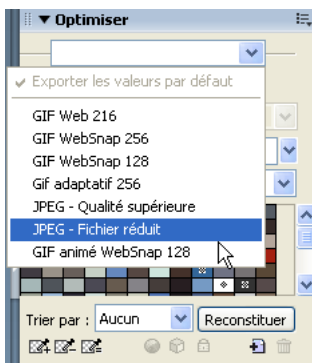 Optimiser
Exporter les valeurs par défaut
GIF Web 216
GIF WebSnap 256
GIF WebSnap 128
Gif adaptatif 256
JPEG - Qualité supérieure
JPEG - Fichier réduit
GIF animé WebSnap 128
Trier par : Aucun Reconstituer